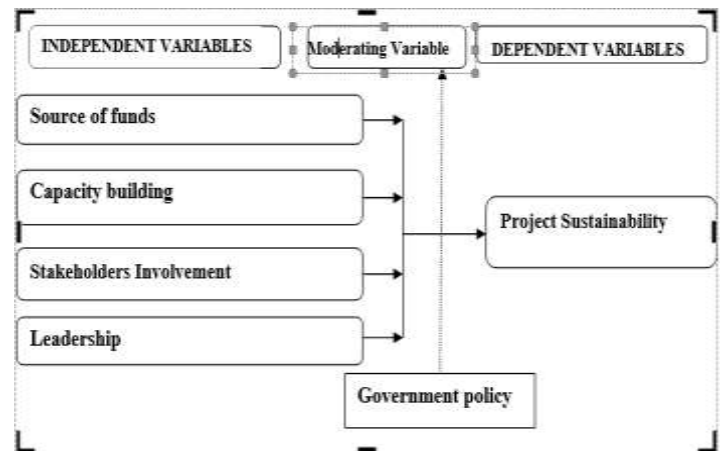 INDEPENDENT VARIABLES
Moderating Variable
DEPENDENT VARIABLES
Source of funds
Capacity building
Project Sustainability
Stakeholders Involvement
Leadership
Government policy